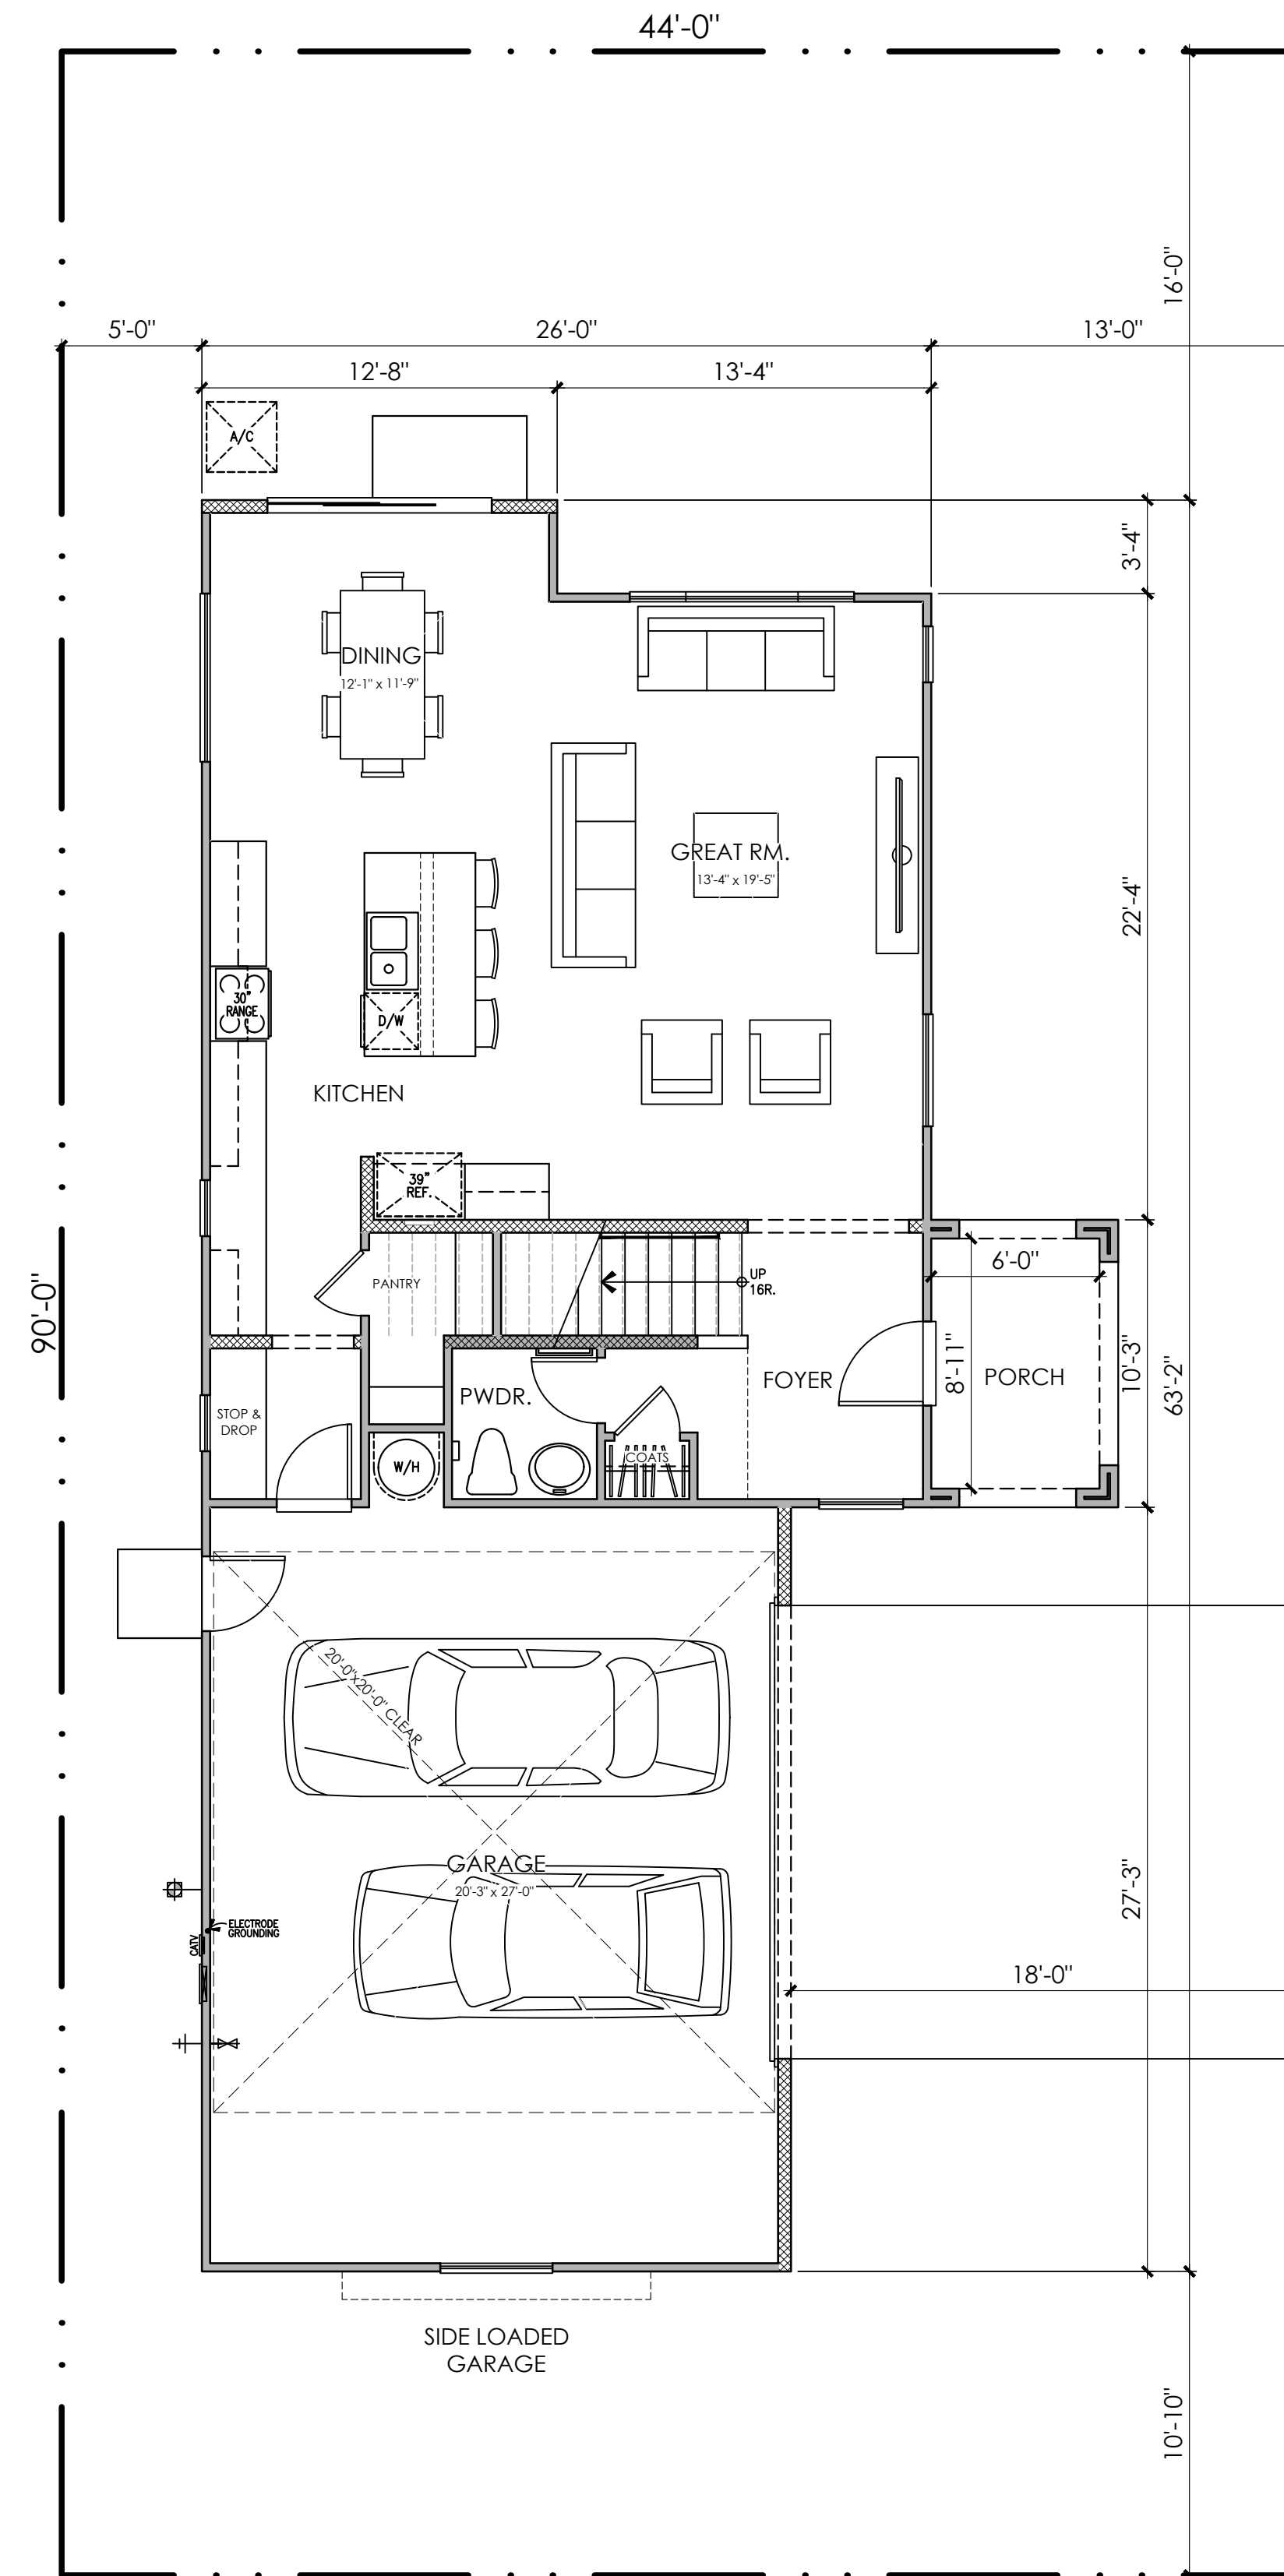 44'-0"
16'-0"
5'-0"
26'-0"
13'-0"
12'-8"
13'-4"
A/C
3'-4"
DINING
12'-1" x 11'-9"
GREAT RM.
13'-4" x 19'-5"
22'-4"
30"
RANGE
D/W
KITCHEN
39"
REF.
90'-0"
PANTRY
UP
16R.
6'-0"
8'-11"
PORCH
10'-3"
63'-2"
FOYER
PWDR.
STOP &
DROP
W/H
COATS
20'-0"x20'-0" CLEAR
GARAGE
20'-3" x 27'-0"
27'-3"
ELECTRODE
GROUNDING
CATV
18'-0"
SIDE LOADED
GARAGE
10'-10"